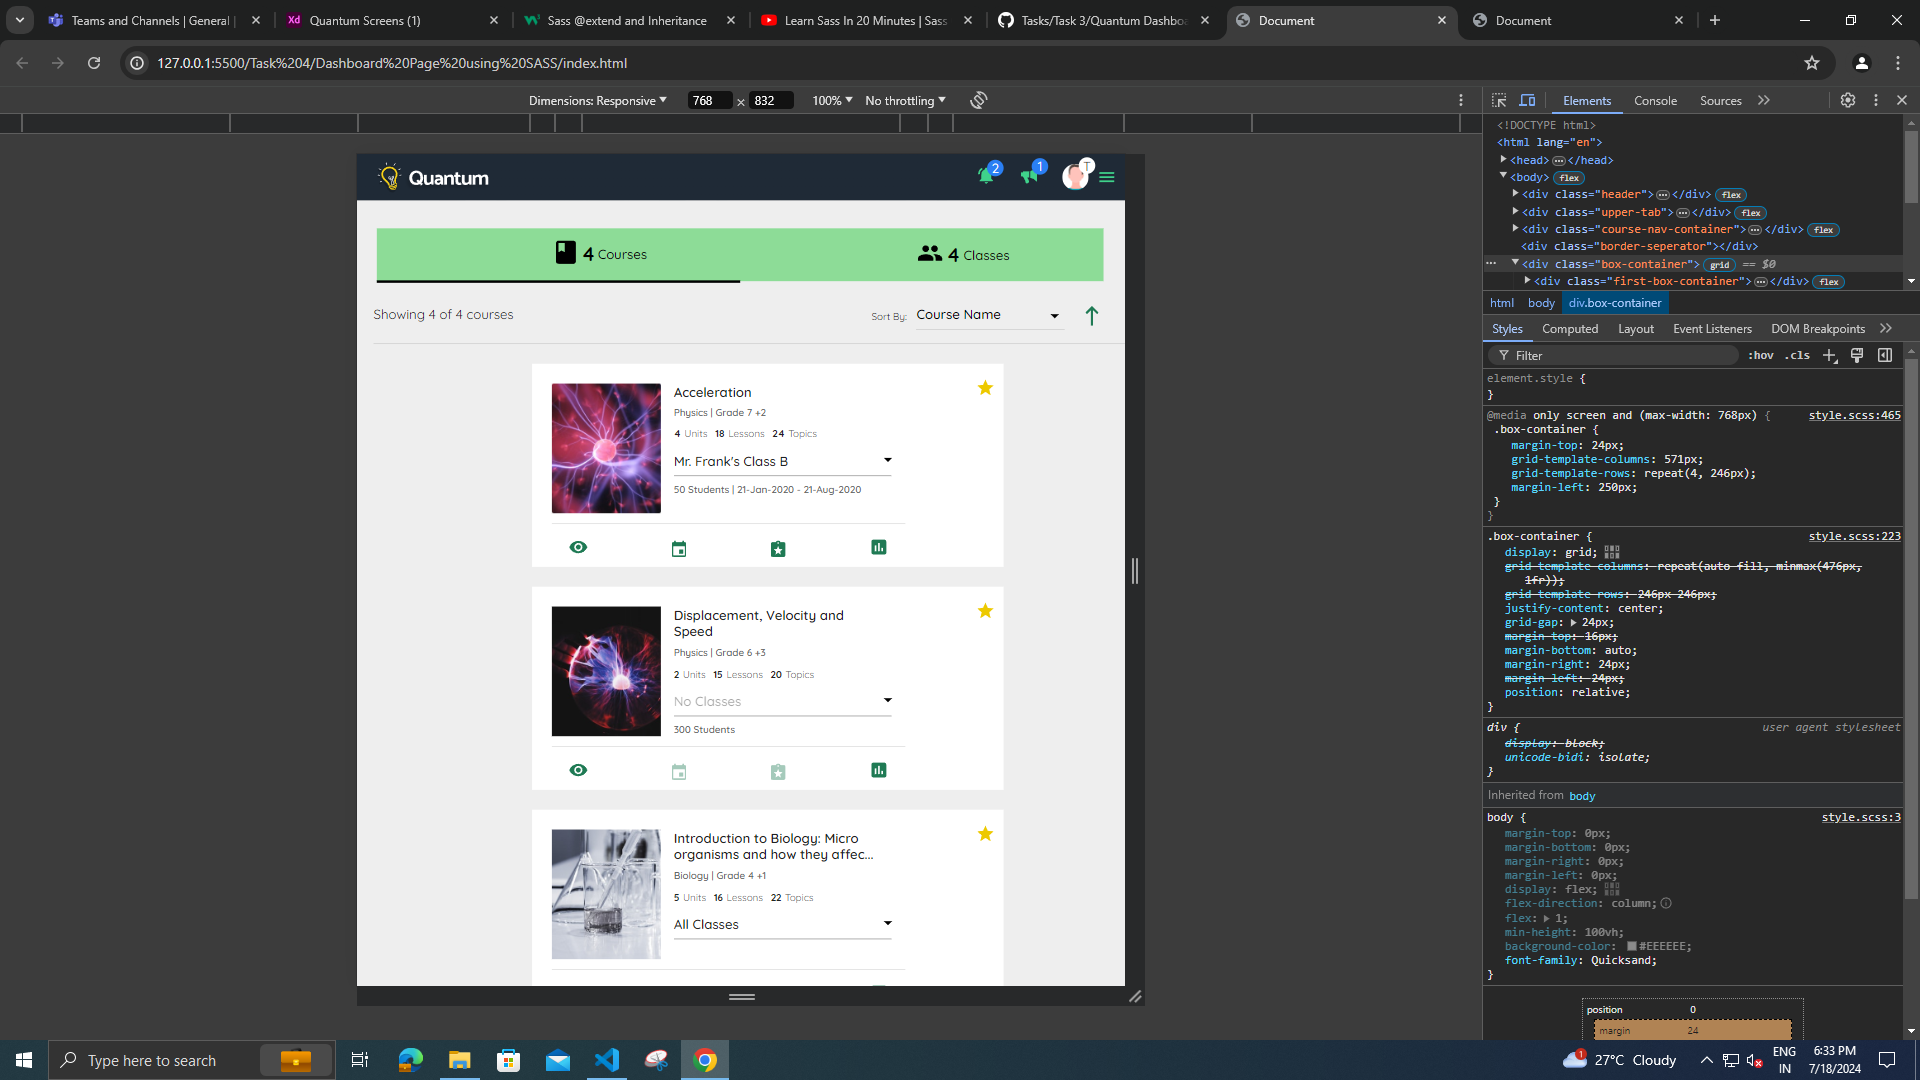 Teams and Channels | General |
Quantum Screens (1)
Sass @extend and Inheritance
Learn Sass In 20 Minutes | Sass
Tasks/Task 3/Quantum Dashbo
Document
Document
127.0.0.1:5500/Task%204/Dashboard%20Page%20using%20SASS/index.html
Dimensions: Responsive
768 × 832
100%
No throttling
Elements
Console
Sources
<!DOCTYPE html>
<html lang="en">
<head> ... </head>
<body> flex
<div class="header"> ... </div> flex
<div class="upper-tab"> ... </div> flex
<div class="course-nav-container"> ... </div> flex
<div class="border-seperator"></div>
... <div class="box-container"> grid == $0
<div class="first-box-container"> ... </div> flex
html body div.box-container
Styles Computed Layout Event Listeners DOM Breakpoints
Filter :hov .cls
element.style {
}
@media only screen and (max-width: 768px) { style.scss:465
.box-container {
margin-top: 24px;
grid-template-columns: 571px;
grid-template-rows: repeat(4, 246px);
margin-left: 250px;
}
}
.box-container { style.scss:223
display: grid;
grid-template-columns: repeat(auto-fill, minmax(476px,
1fr));
grid-template-rows: 246px 246px;
justify-content: center;
grid-gap: 24px;
margin-top: 16px;
margin-bottom: auto;
margin-right: 24px;
margin-left: 24px;
position: relative;
}
div { user agent stylesheet
display: block;
unicode-bidi: isolate;
}
Inherited from body
body { style.scss:3
margin-top: 0px;
margin-bottom: 0px;
margin-right: 0px;
margin-left: 0px;
display: flex;
flex-direction: column;
flex: 1;
min-height: 100vh;
background-color: #EEEEEE;
font-family: Quicksand;
}
position 0
margin 24
Quantum
2
1
T
4 Courses
4 Classes
Showing 4 of 4 courses
Sort By: Course Name
Acceleration
Physics | Grade 7 +2
4 Units 18 Lessons 24 Topics
Mr. Frank's Class B
50 Students | 21-Jan-2020 - 21-Aug-2020
Displacement, Velocity and
Speed
Physics | Grade 6 +3
2 Units 15 Lessons 20 Topics
No Classes
300 Students
Introduction to Biology: Micro
organisms and how they affec...
Biology | Grade 4 +1
5 Units 16 Lessons 22 Topics
All Classes
Type here to search
1
27°C Cloudy
ENG
IN
6:33 PM
7/18/2024